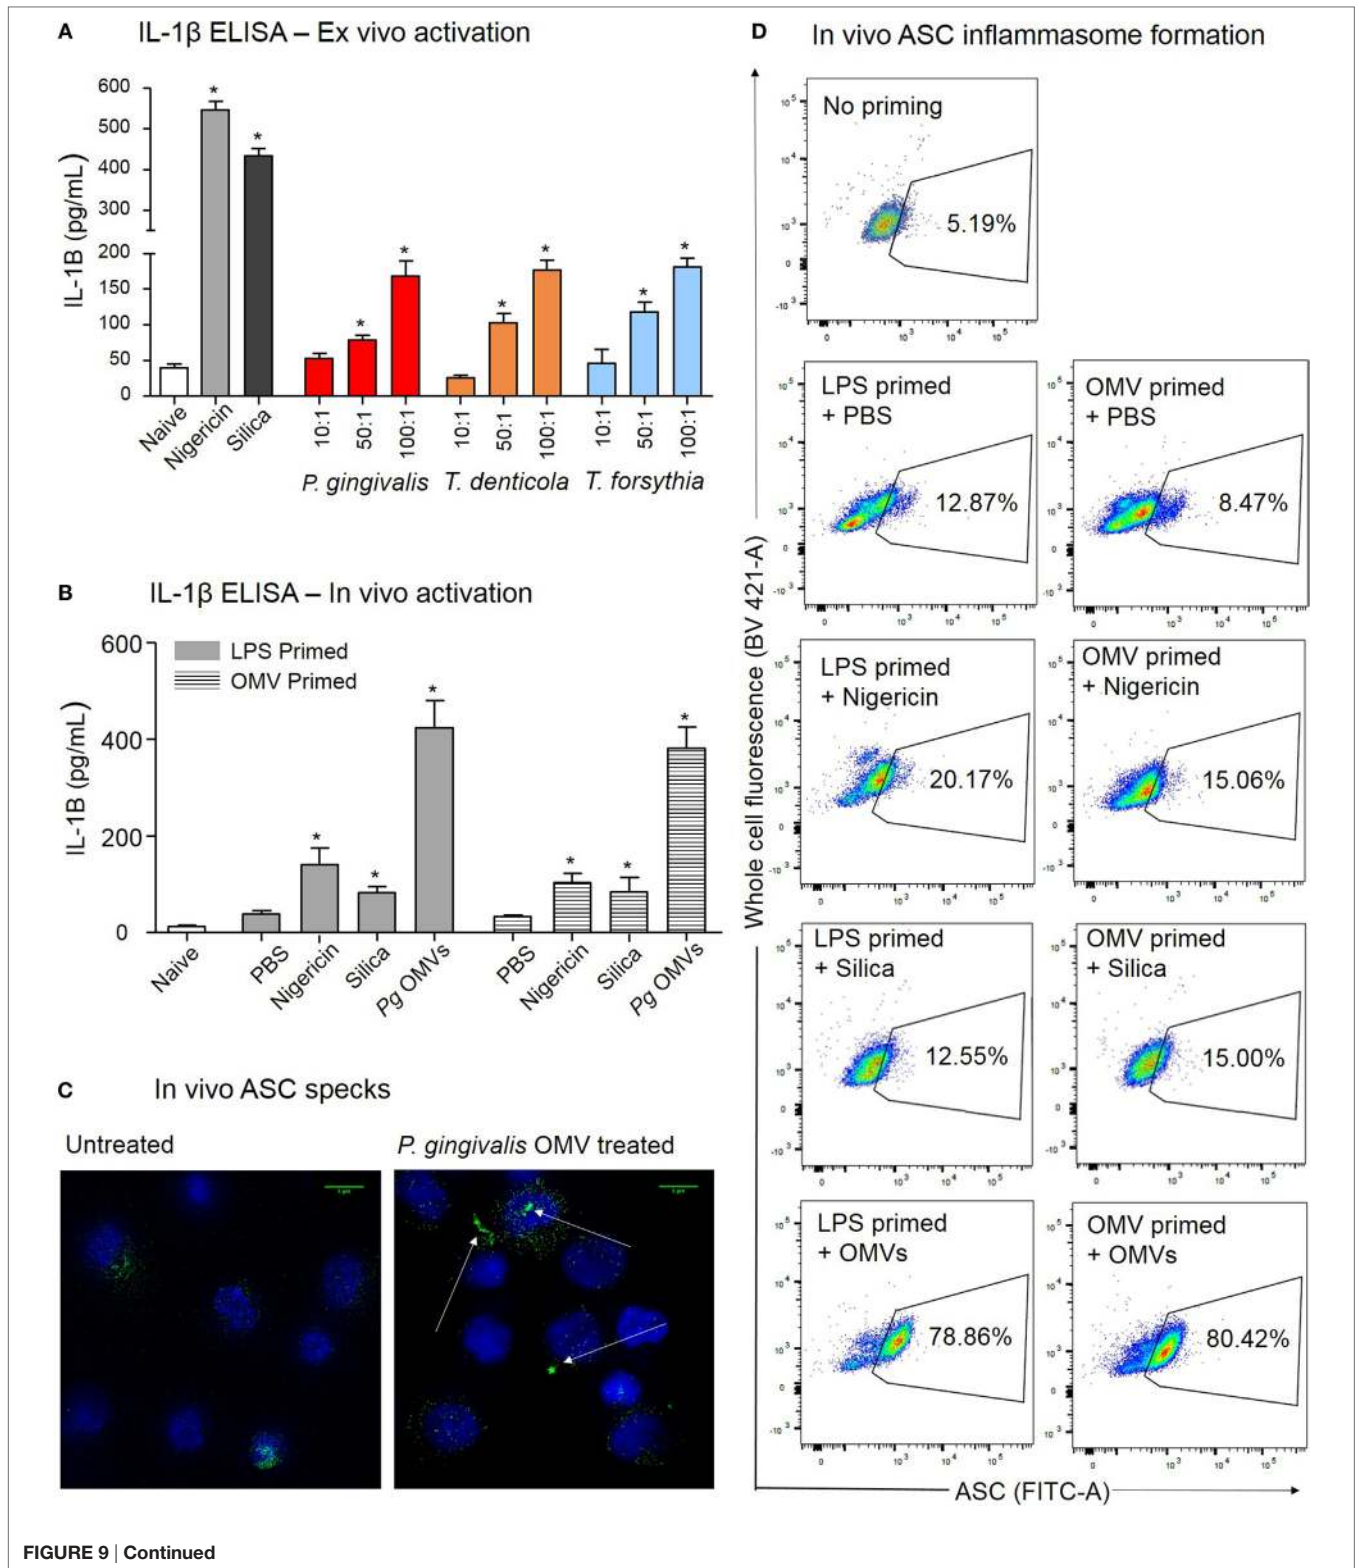 A IL-1β ELISA – Ex vivo activation
IL-1B (pg/mL)
600
500
400
300
200
150
100
50
0
* * * * * * * *
Naive Nigericin Silica 10:1 50:1 100:1 10:1 50:1 100:1 10:1 50:1 100:1
P. gingivalis T. denticola T. forsythia
B IL-1β ELISA – In vivo activation
IL-1B (pg/mL)
600
400
200
0
LPS Primed
OMV Primed
* * * * * *
Naive PBS Nigericin Silica Pg OMVs PBS Nigericin Silica Pg OMVs
C In vivo ASC specks
Untreated P. gingivalis OMV treated
D In vivo ASC inflammasome formation
Whole cell fluorescence (BV 421-A)
No priming
5.19%
LPS primed
+ PBS
12.87%
OMV primed
+ PBS
8.47%
LPS primed
+ Nigericin
20.17%
OMV primed
+ Nigericin
15.06%
LPS primed
+ Silica
12.55%
OMV primed
+ Silica
15.00%
LPS primed
+ OMVs
78.86%
OMV primed
+ OMVs
80.42%
ASC (FITC-A)
FIGURE 9 | Continued